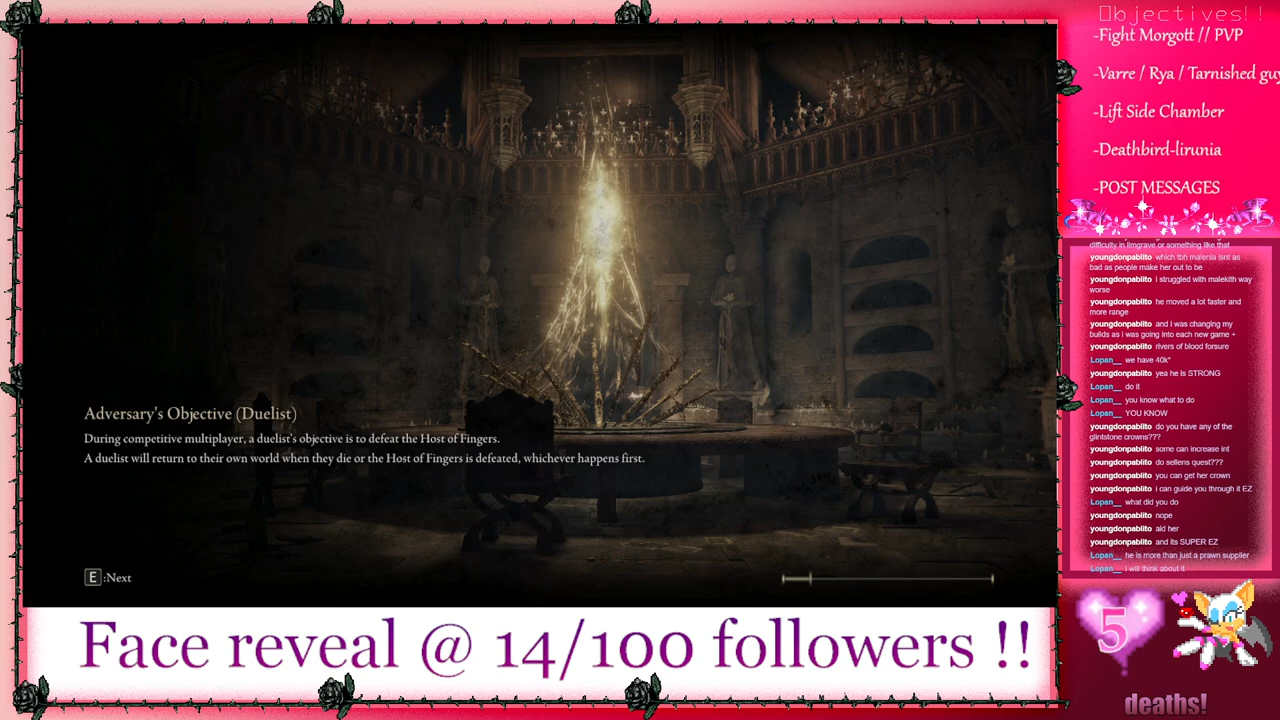 Objectives!!
-Fight Morgott // PVP
-Varre / Rya / Tarnished guy
-Lift Side Chamber
-Deathbird-lirunia
-POST MESSAGES
difficulty in limgrave or something like that
youngdonpablito which tbh malenia isnt as
bad as people make her out to be
youngdonpablito i struggled with malekith way
worse
youngdonpablito he moved a lot faster and
more range
youngdonpablito and i was changing my
builds as i was going into each new game +
youngdonpablito rivers of blood forsure
Lopan__ we have 40k*
youngdonpablito yea he is STRONG
Lopan__ do it
Lopan__ you know what to do
Lopan__ YOU KNOW
youngdonpablito do you have any of the
glintstone crowns???
youngdonpablito some can increase int
youngdonpablito do sellens quest???
youngdonpablito you can get her crown
youngdonpablito i can guide you through it EZ
Lopan__ what did you do
youngdonpablito nope
youngdonpablito aid her
youngdonpablito and its SUPER EZ
Lopan__ he is more than just a prawn supplier
Lopan__ i will think about it
Adversary's Objective (Duelist)
During competitive multiplayer, a duelist's objective is to defeat the Host of Fingers.
A duelist will return to their own world when they die or the Host of Fingers is defeated, whichever happens first.
E :Next
Face reveal @ 14/100 followers !!
5
deaths!